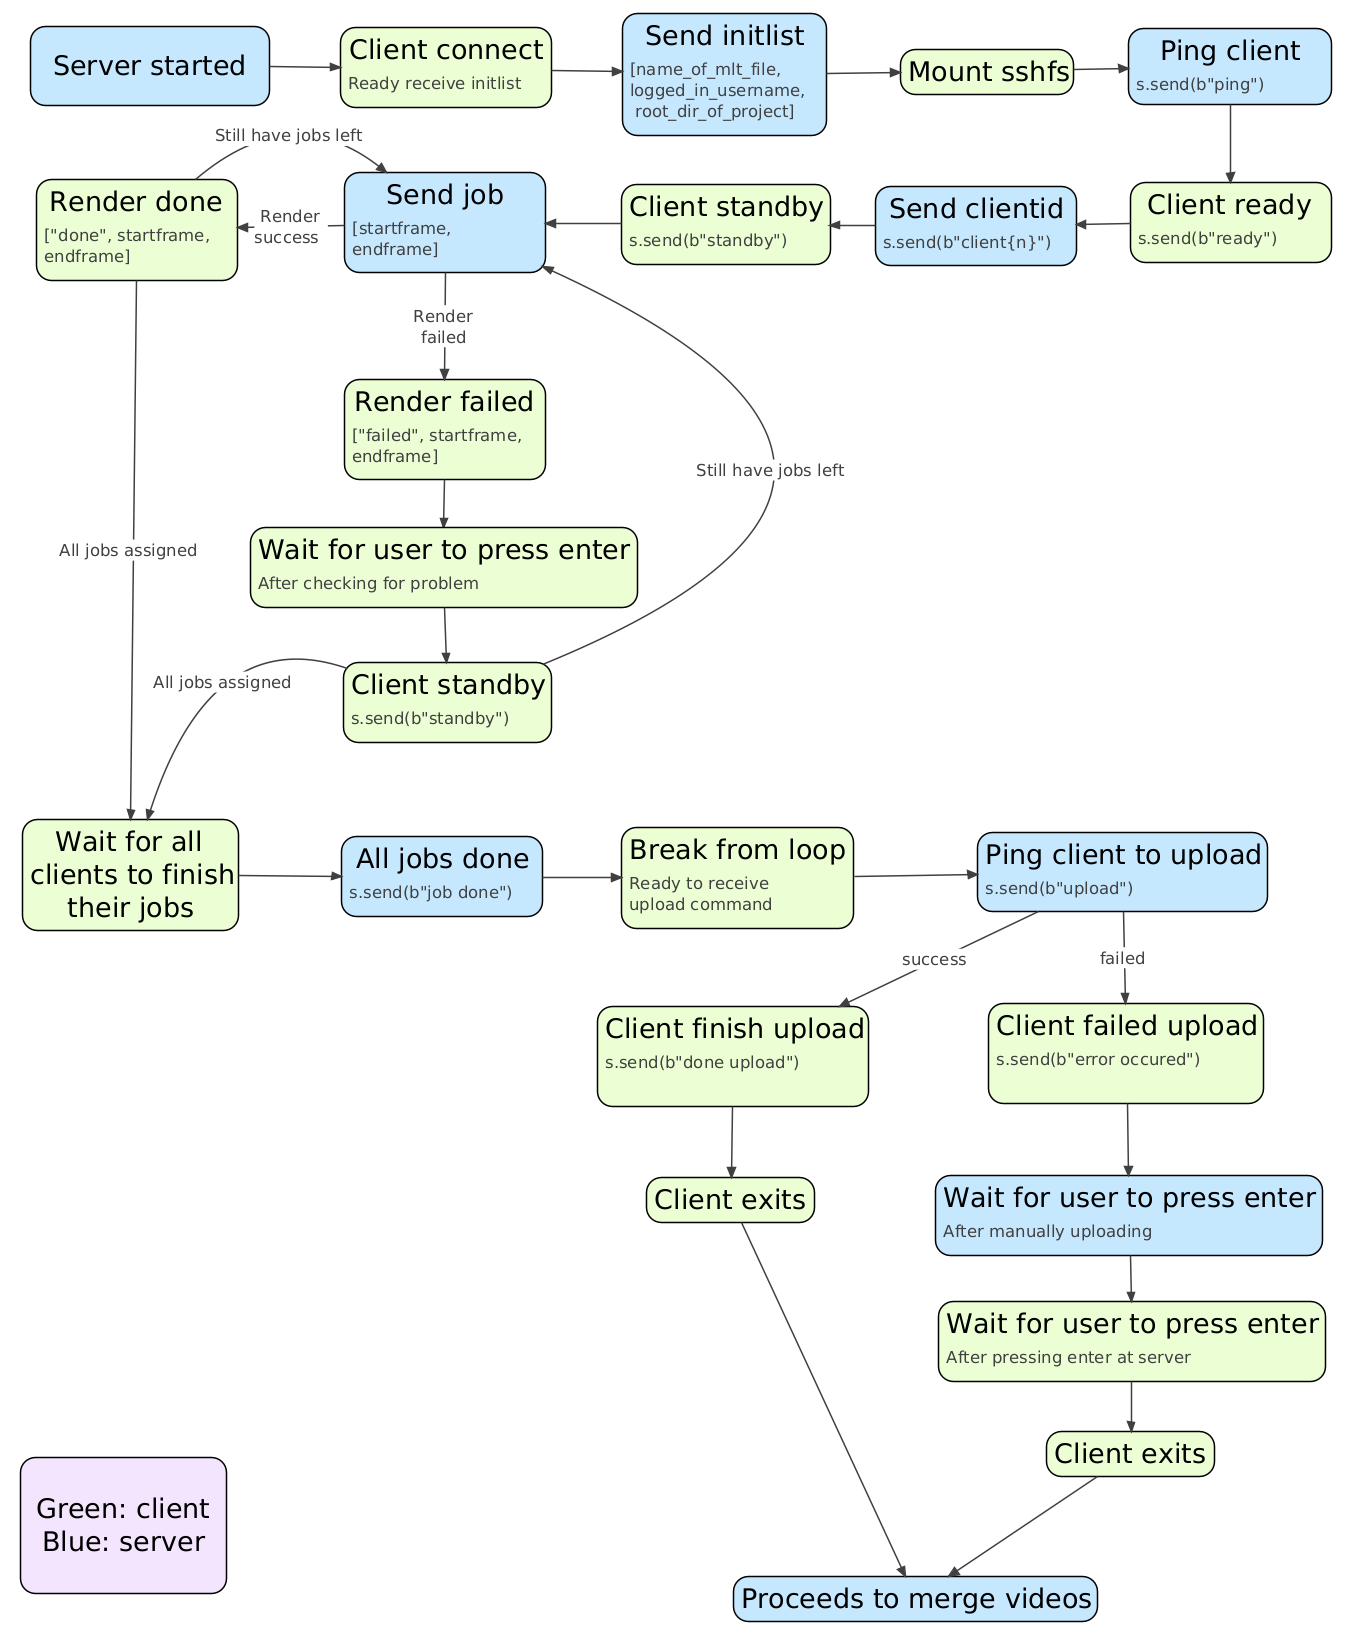 Server started
Client connect
Ready receive initlist
Send initlist
[name_of_mlt_file,
logged_in_username,
root_dir_of_project]
Mount sshfs
Ping client
s.send(b"ping")
Still have jobs left
Render done
["done", startframe,
endframe]
Render
success
Send job
[startframe,
endframe]
Client standby
s.send(b"standby")
Send clientid
s.send(b"client{n}")
Client ready
s.send(b"ready")
Render
failed
Render failed
["failed", startframe,
endframe]
Still have jobs left
All jobs assigned
Wait for user to press enter
After checking for problem
All jobs assigned
Client standby
s.send(b"standby")
Wait for all
clients to finish
their jobs
All jobs done
s.send(b"job done")
Break from loop
Ready to receive
upload command
Ping client to upload
s.send(b"upload")
success
failed
Client finish upload
s.send(b"done upload")
Client failed upload
s.send(b"error occured")
Client exits
Wait for user to press enter
After manually uploading
Wait for user to press enter
After pressing enter at server
Client exits
Green: client
Blue: server
Proceeds to merge videos